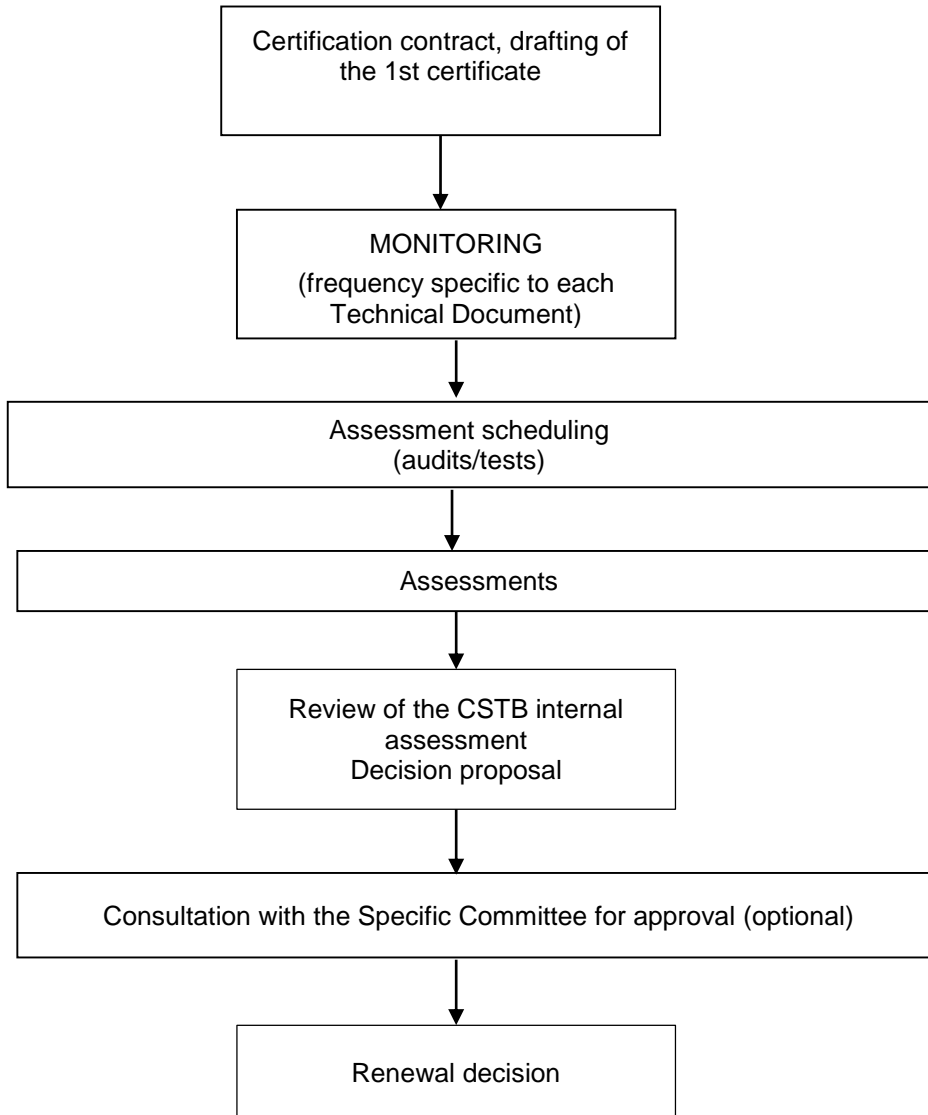 Certification contract, drafting of
the 1st certificate
MONITORING
(frequency specific to each
Technical Document)
Assessment scheduling
(audits/tests)
Assessments
Review of the CSTB internal
assessment
Decision proposal
Consultation with the Specific Committee for approval (optional)
Renewal decision